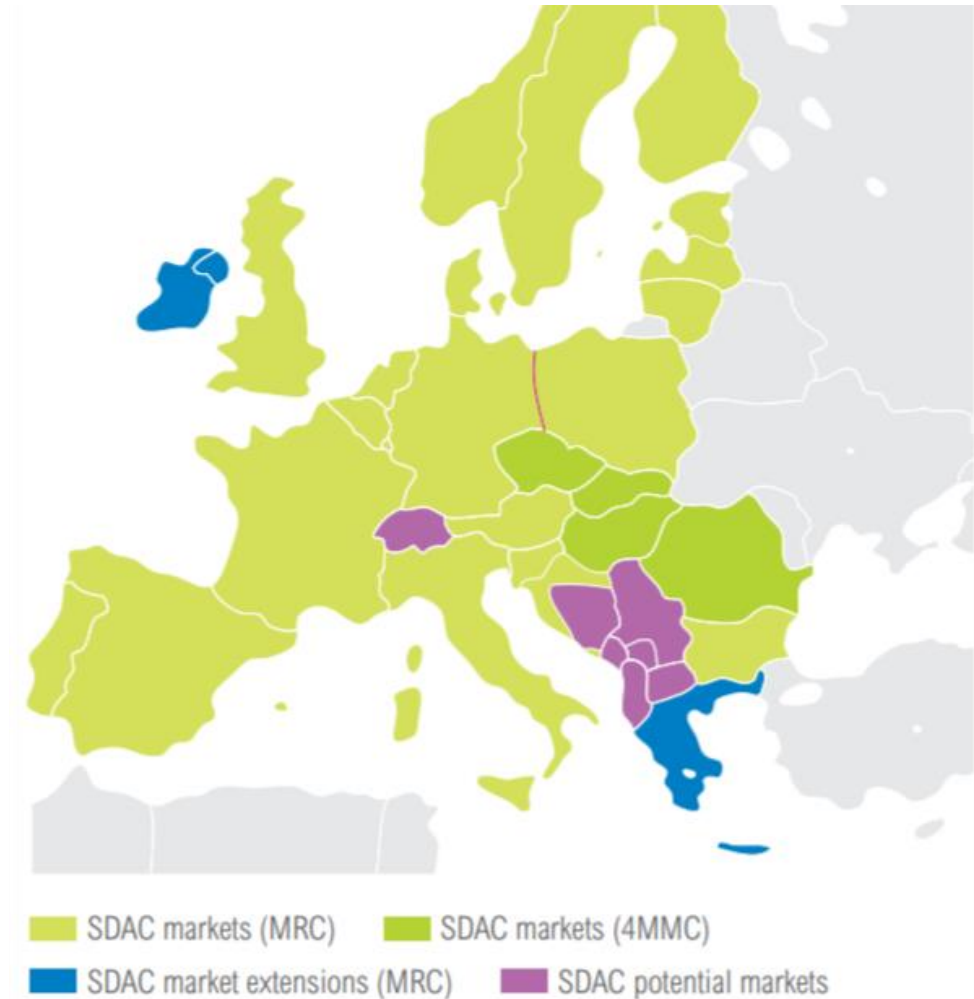 SDAC markets (MRC) SDAC markets (4MMC)
SDAC market extensions (MRC) SDAC potential markets